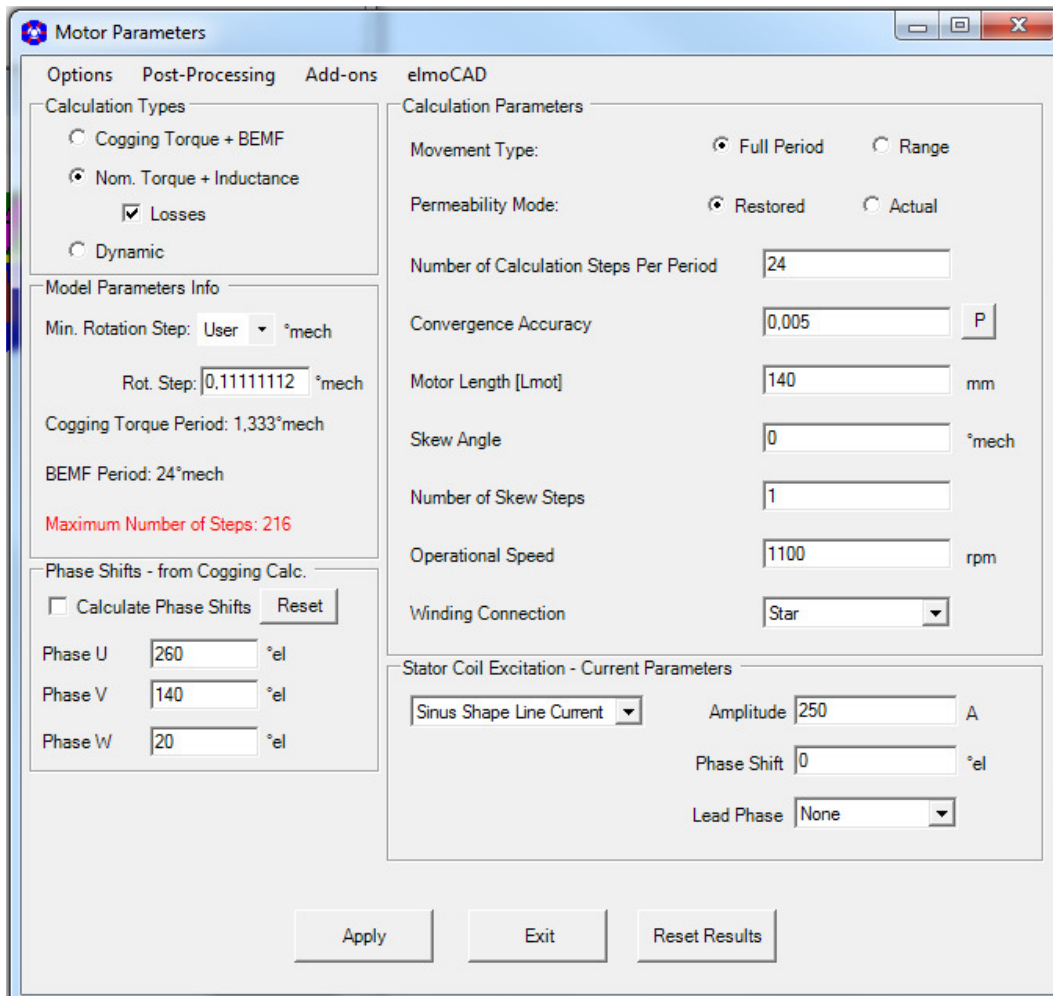 Motor Parameters
Options Post-Processing Add-ons elmoCAD
Calculation Types
Cogging Torque + BEMF
Nom. Torque + Inductance
Losses
Dynamic
Model Parameters Info
Min. Rotation Step: User °mech
Rot. Step: 0,11111112 °mech
Cogging Torque Period: 1,333°mech
BEMF Period: 24°mech
Maximum Number of Steps: 216
Phase Shifts - from Cogging Calc.
Calculate Phase Shifts Reset
Phase U 260 °el
Phase V 140 °el
Phase W 20 °el
Calculation Parameters
Movement Type: Full Period Range
Permeability Mode: Restored Actual
Number of Calculation Steps Per Period 24
Convergence Accuracy 0,005 P
Motor Length [Lmot] 140 mm
Skew Angle 0 °mech
Number of Skew Steps 1
Operational Speed 1100 rpm
Winding Connection Star
Stator Coil Excitation - Current Parameters
Sinus Shape Line Current Amplitude 250 A
Phase Shift 0 °el
Lead Phase None
Apply Exit Reset Results